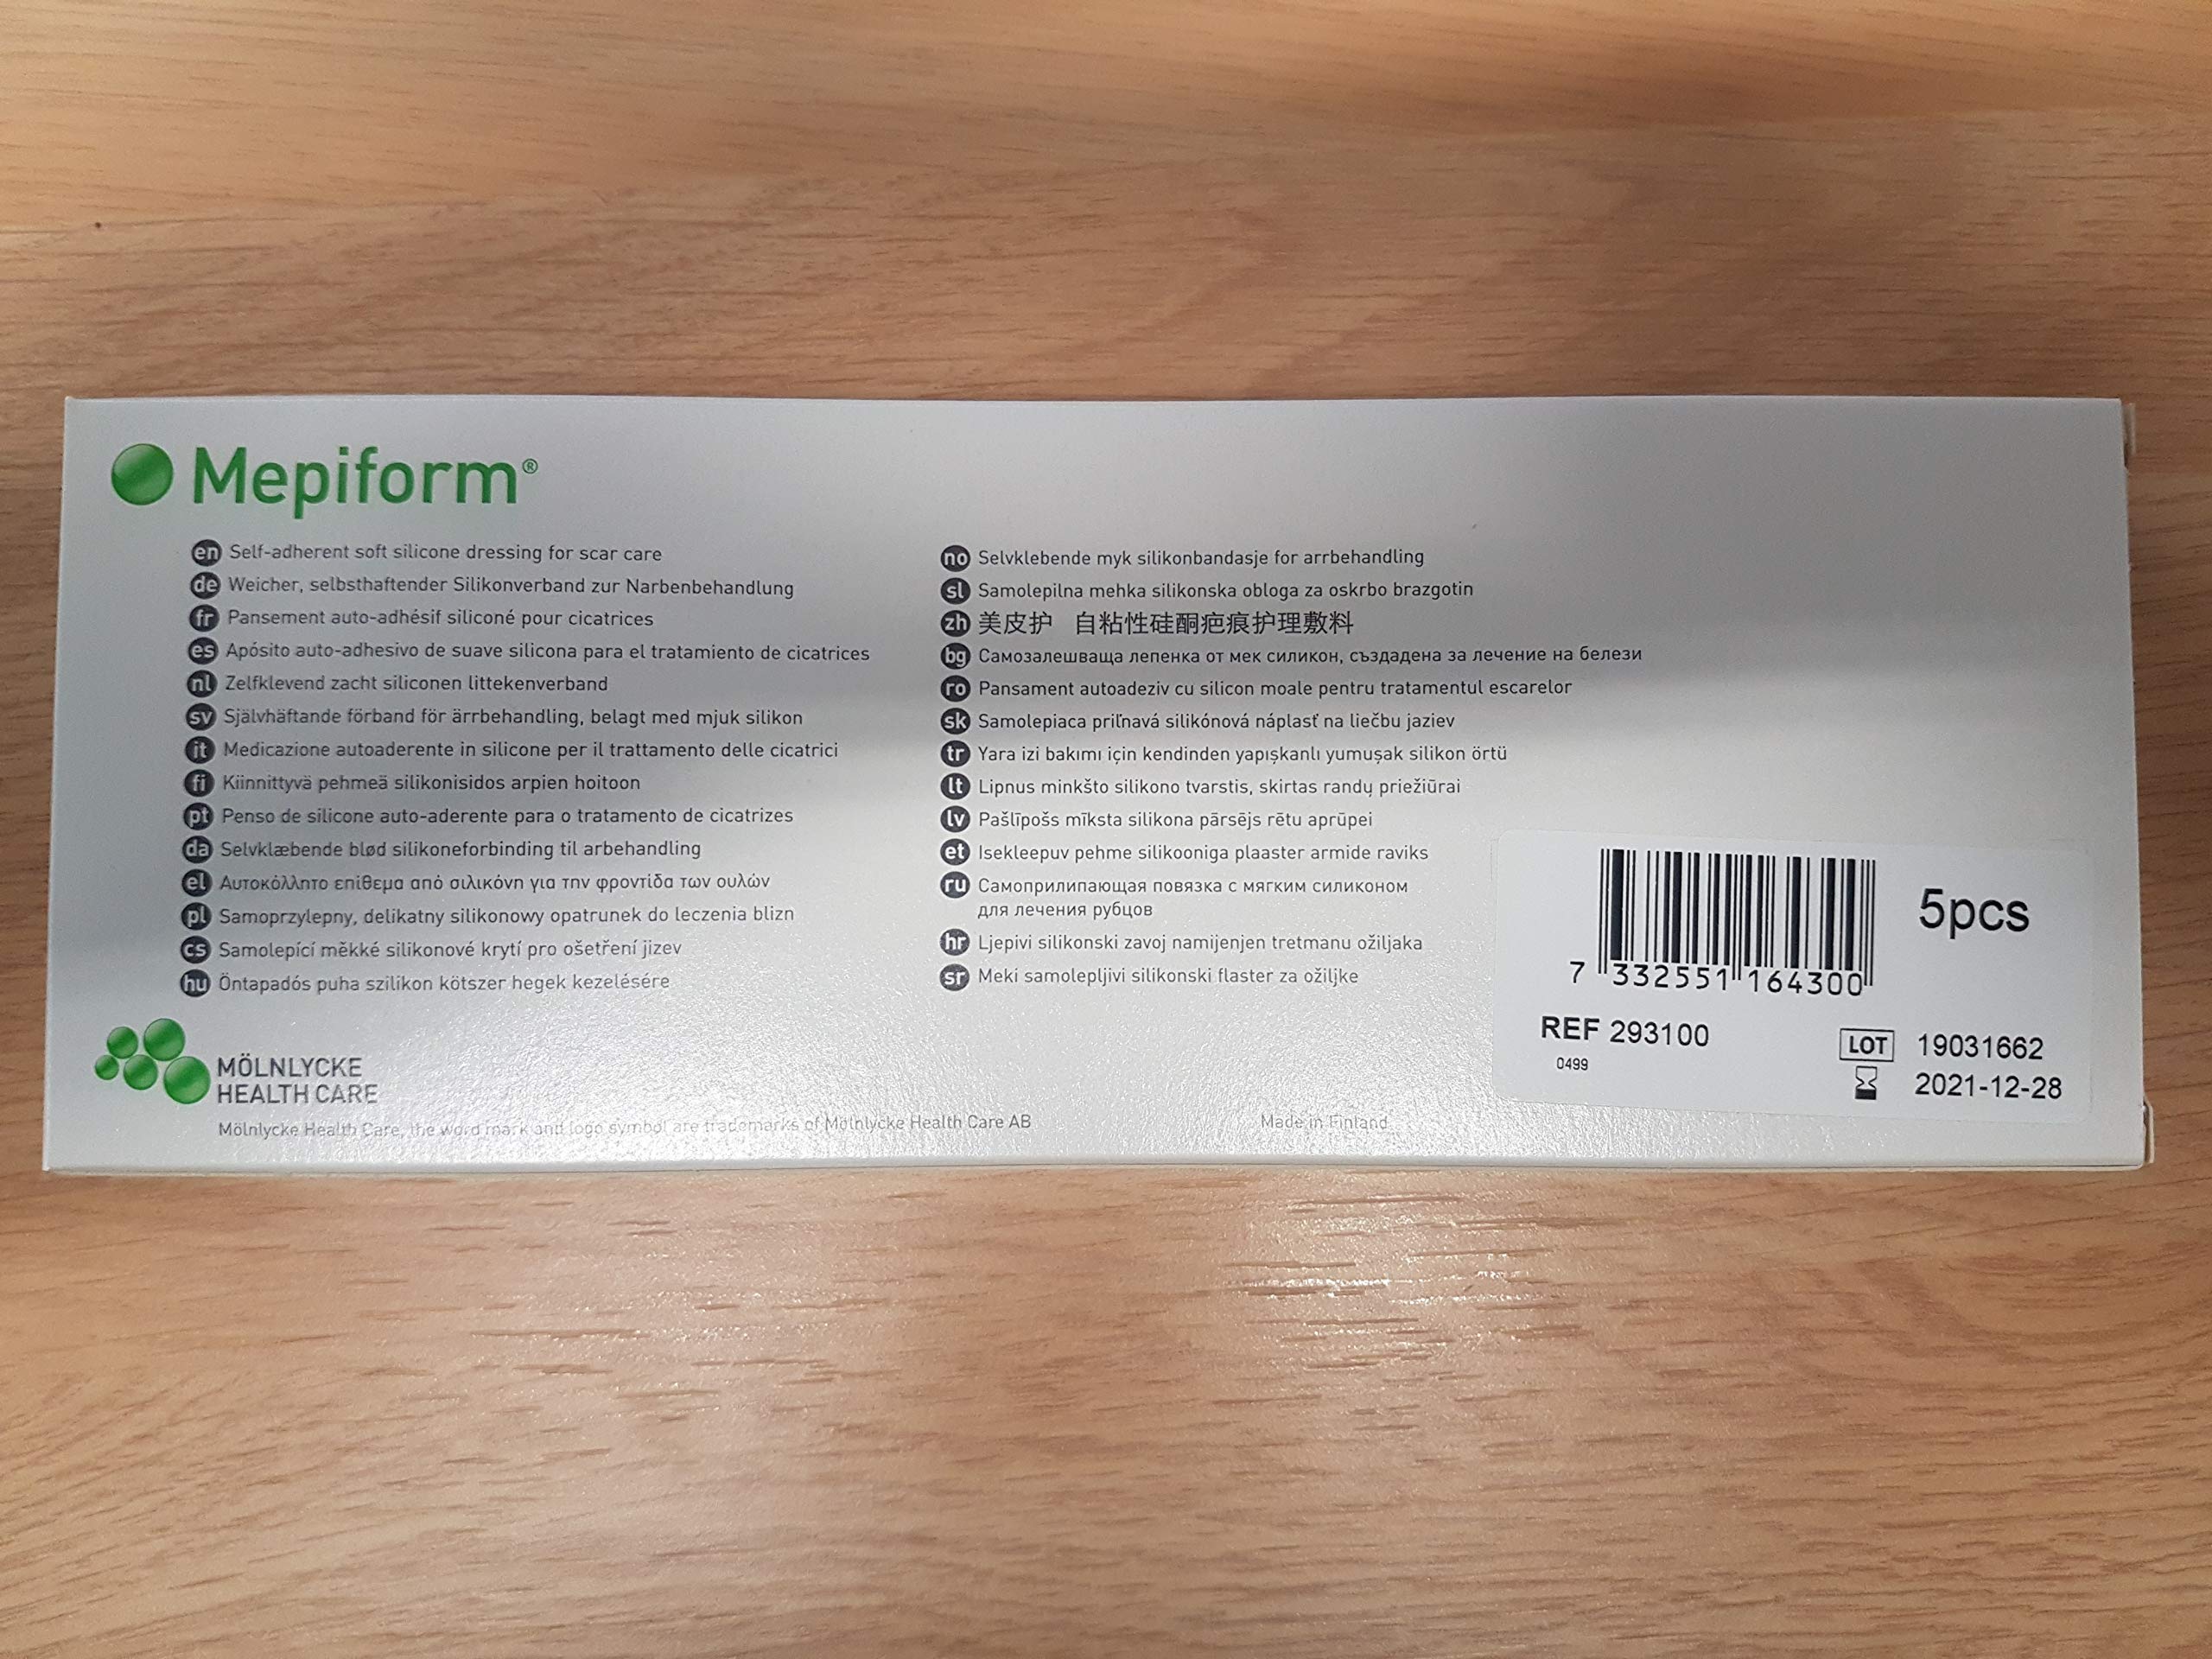 Mepiform®
en Self-adherent soft silicone dressing for scar care
de Weicher, selbsthaftender Silikonverband zur Narbenbehandlung
fr Pansement auto-adhésif siliconé pour cicatrices
es Apósito auto-adhesivo de suave silicona para el tratamiento de cicatrices
nl Zelfklevend zacht siliconen littekenverband
sv Självhäftande förband för ärrbehandling, belagt med mjuk silikon
it Medicazione autoaderente in silicone per il trattamento delle cicatrici
fi Kiinnittyvä pehmeä silikonisidos arpien hoitoon
pt Penso de silicone auto-aderente para o tratamento de cicatrizes
da Selvklæbende blød silikoneforbinding til arbehandling
el Αυτοκόλλητο επίθεμα από σιλικόνη για την φροντίδα των ουλών
pl Samoprzylepny, delikatny silikonowy opatrunek do leczenia blizn
cs Samolepící měkké silikonové krytí pro ošetření jizev
hu Öntapadós puha szilikon kötszer hegek kezelésére
no Selvklebende myk silikonbandasje for arrbehandling
sl Samolepilna mehka silikonska obloga za oskrbo brazgotin
zh 美皮护 自粘性硅酮疤痕护理敷料
bg Самозалешваща лепенка от мек силикон, създадена за лечение на белези
ro Pansament autoadeziv cu silicon moale pentru tratamentul escarelor
sk Samolepiaca priľnavá silikónová náplasť na liečbu jaziev
tr Yara izi bakımı için kendinden yapışkanlı yumuşak silikon örtü
lt Lipnus minkšto silikono tvarstis, skirtas randų priežiūrai
lv Pašlīpošs mīksta silikona pārsējs rētu aprūpei
et Isekleepuv pehme silikooniga plaaster armide raviks
ru Самоприлипающая повязка с мягким силиконом
для лечения рубцов
hr Ljepivi silikonski zavoj namijenjen tretmanu ožiljaka
sr Meki samolepljivi silikonski flaster za ožiljke
5pcs
7 332551 164300
REF 293100
0499
LOT 19031662
2021-12-28
MÖLNLYCKE
HEALTH CARE
Mölnlycke Health Care, the word mark and logo symbol are trademarks of Mölnlycke Health Care AB
Made in Finland